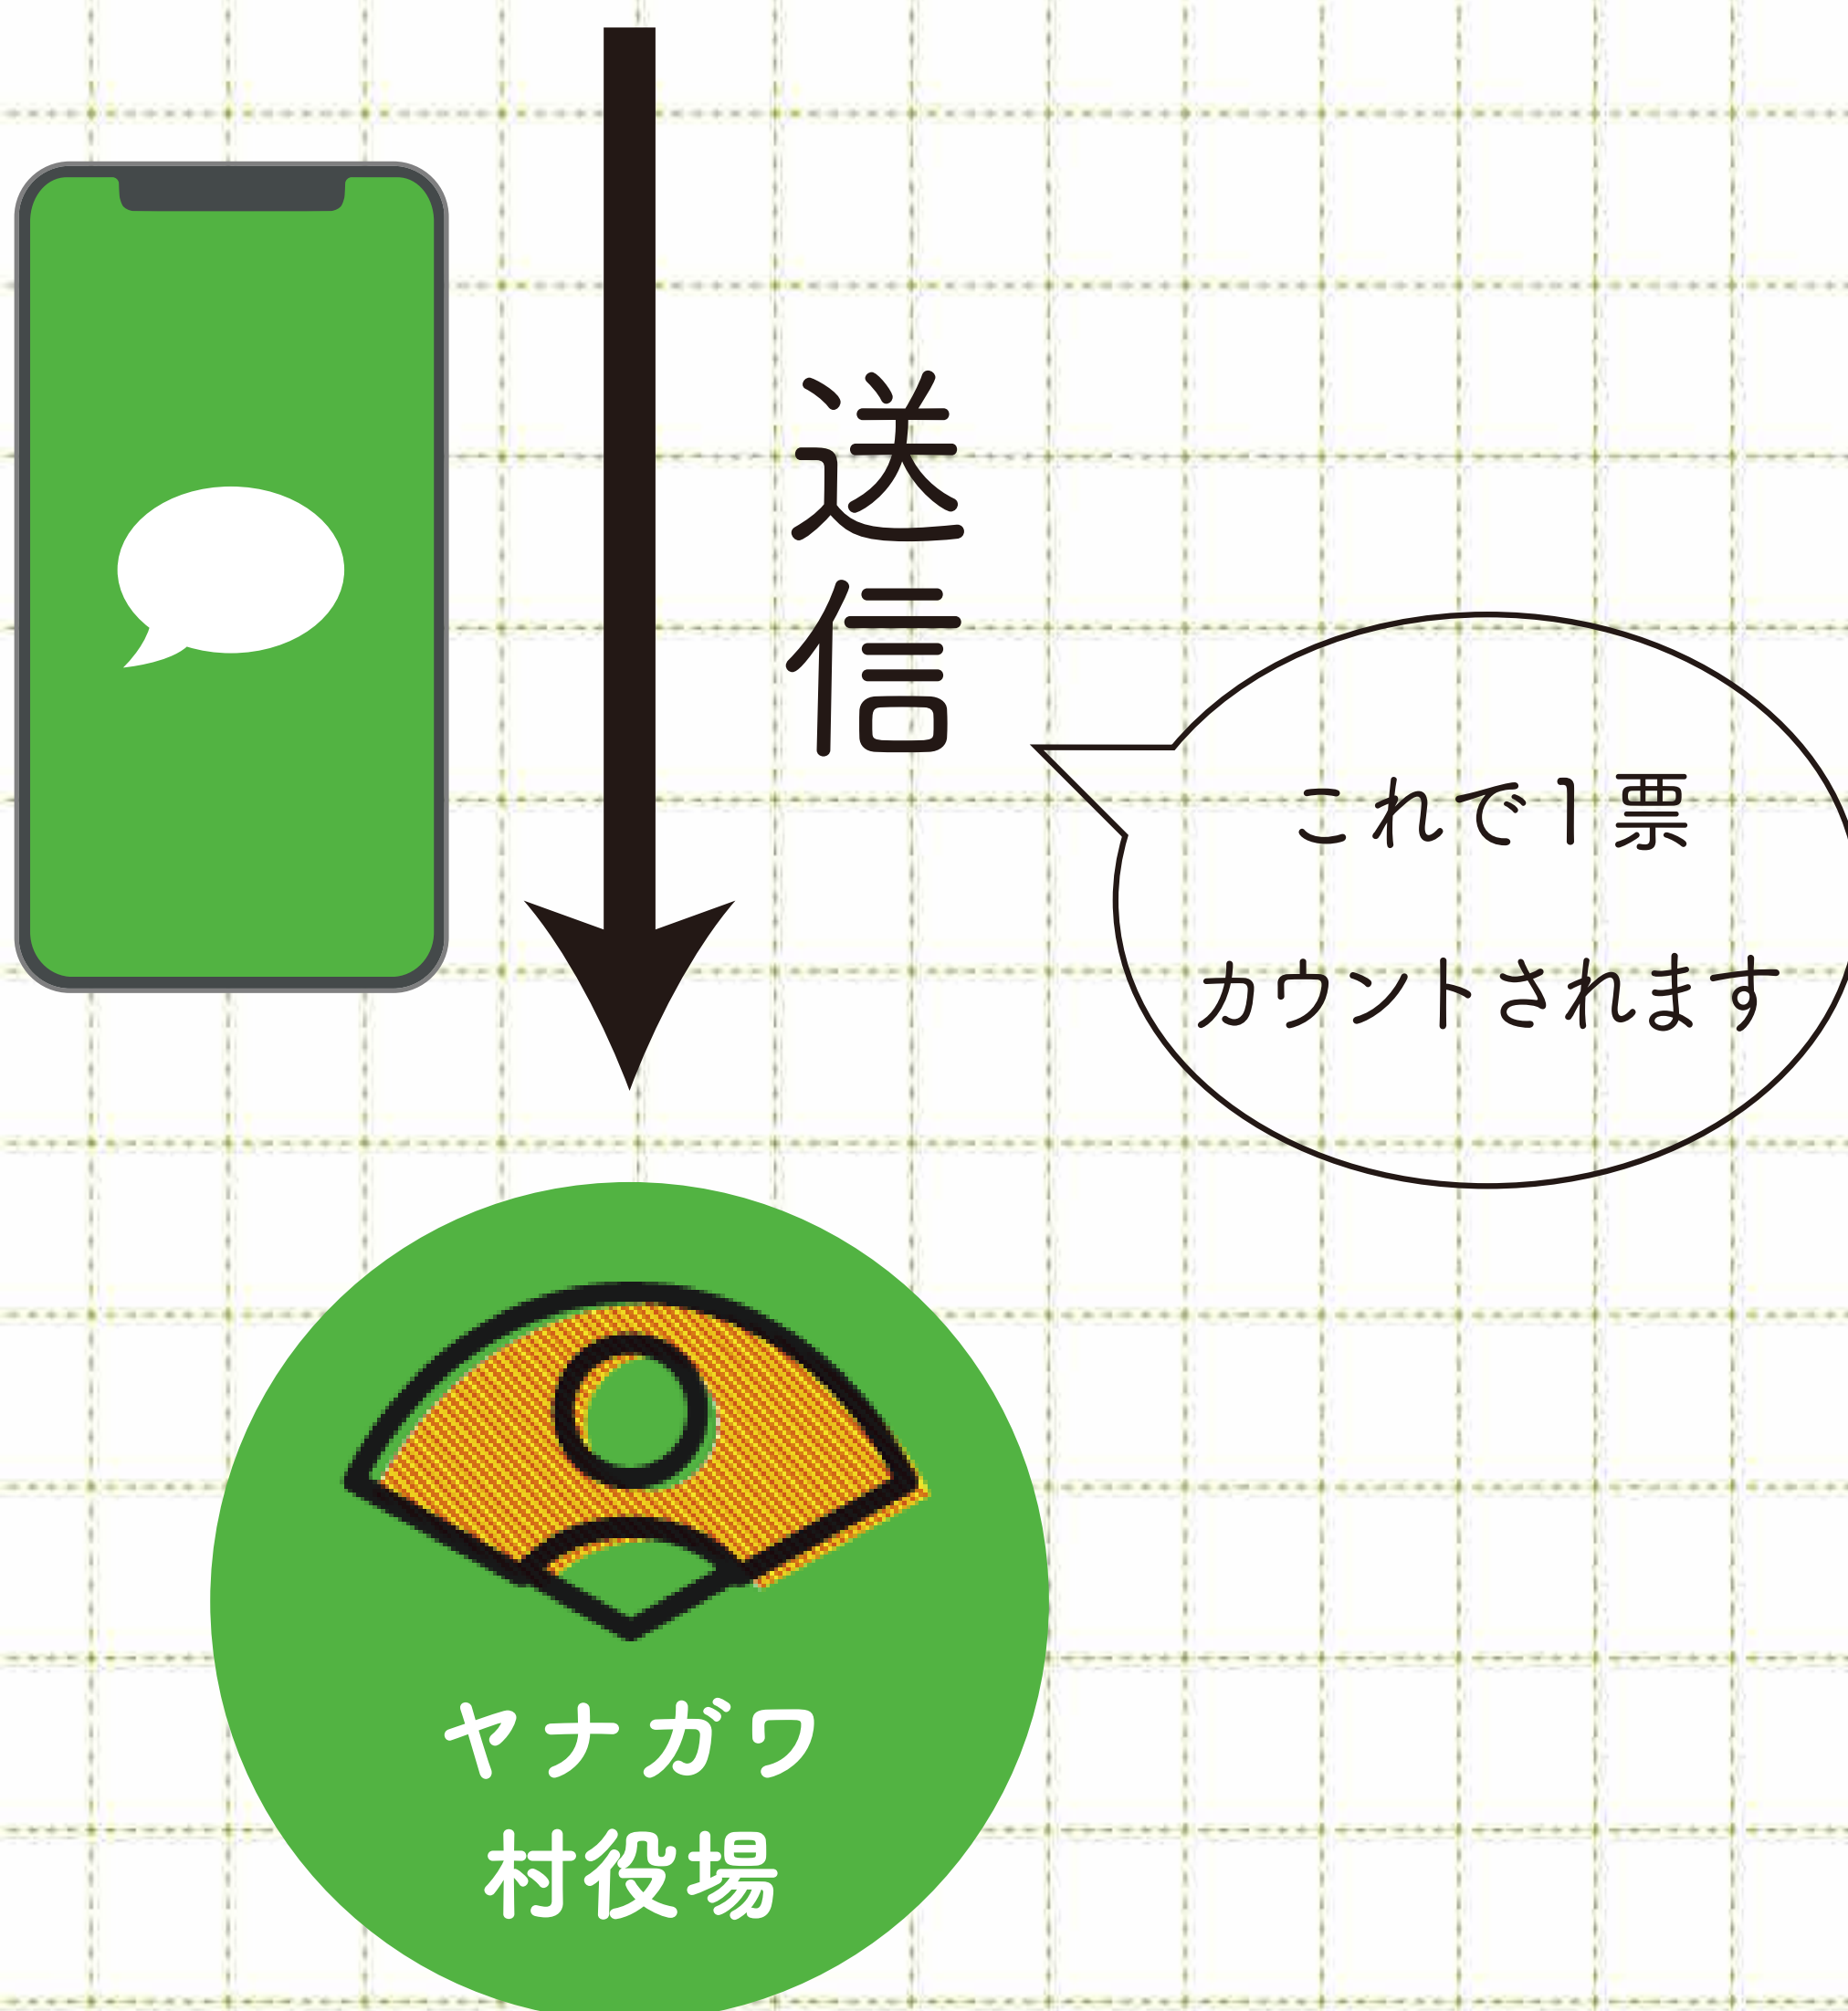 送信
これで1票
カウントされます
ヤナガワ
村役場